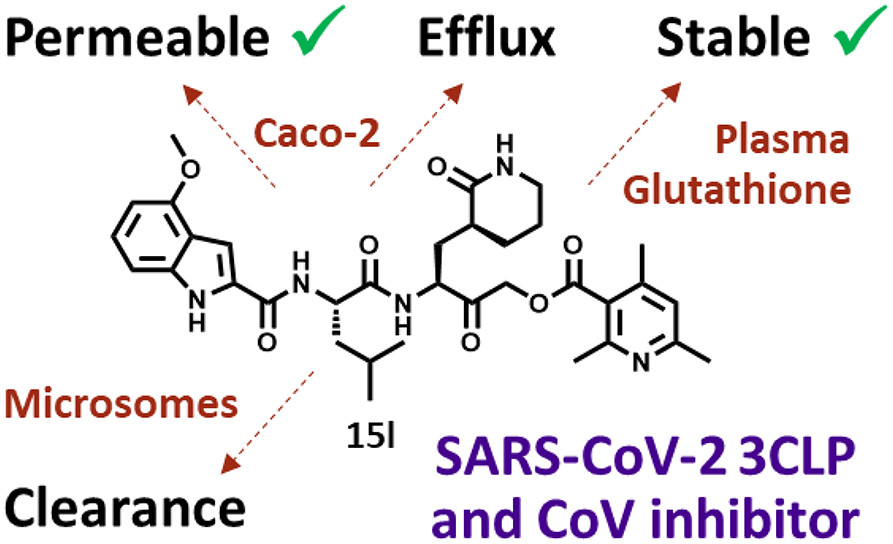 Permeable ✓ Efflux Stable ✓
Caco-2
Plasma
Glutathione
O
H
N
O
O
H
N
O
O
N
H
O
N
H
O
O
N
Microsomes
15l
Clearance
SARS-CoV-2 3CLP
and CoV inhibitor